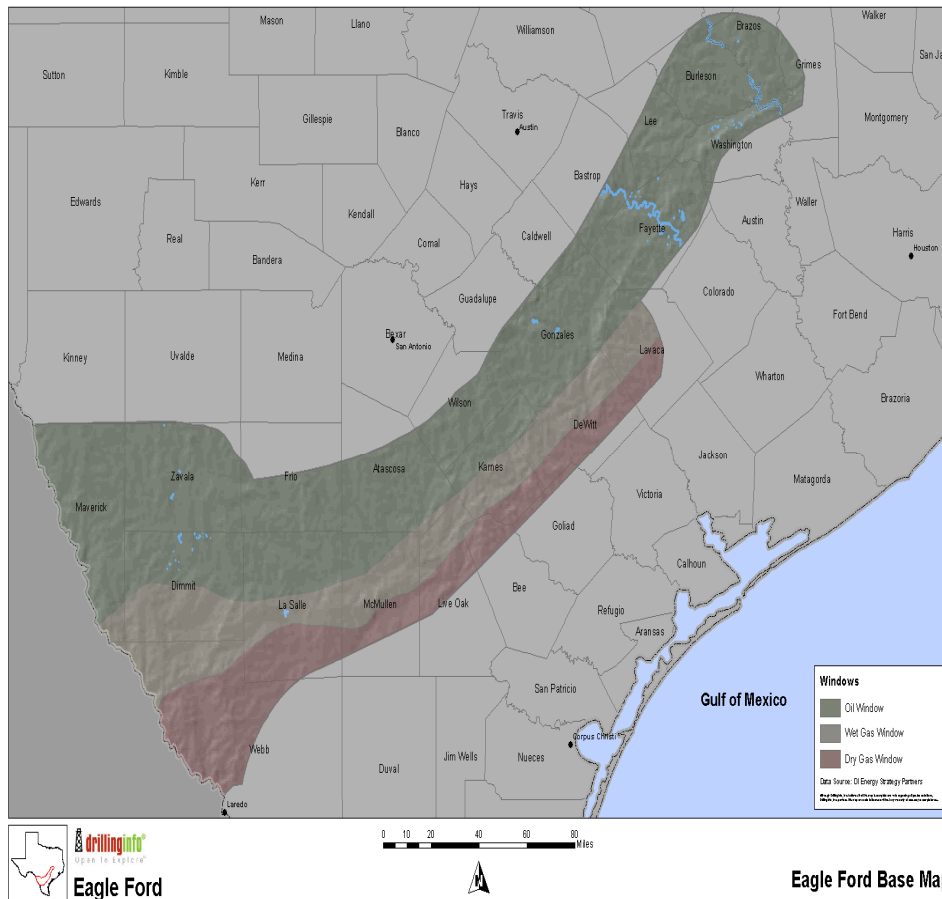 Mason
Llano
Williamson
Brazos
Walker
Sutton
Kimble
Burleson
Grimes
San Ja
Gillespie
Blanco
Travis
Austin
Lee
Montgomery
Washington
Kerr
Hays
Bastrop
Edwards
Kendall
Waller
Real
Comal
Caldwell
Fayette
Austin
Harris
Houston
Bandera
Guadalupe
Colorado
Fort Bend
Kinney
Uvalde
Medina
Bexar
San Antonio
Gonzales
Lavaca
Wharton
Brazoria
Wilson
DeWitt
Zavala
Frio
Atascosa
Karnes
Jackson
Matagorda
Maverick
Victoria
Goliad
Calhoun
Dimmit
La Salle
McMullen
Live Oak
Bee
Refugio
Aransas
San Patricio
Gulf of Mexico
Webb
Duval
Jim Wells
Nueces
Corpus Christi
Laredo
Windows
Oil Window
Wet Gas Window
Dry Gas Window
Data Source: DI Energy Strategy Partners
drillinginfo®
Open To Explore
Eagle Ford
0 10 20 40 60 80
Miles
N
Eagle Ford Base Ma